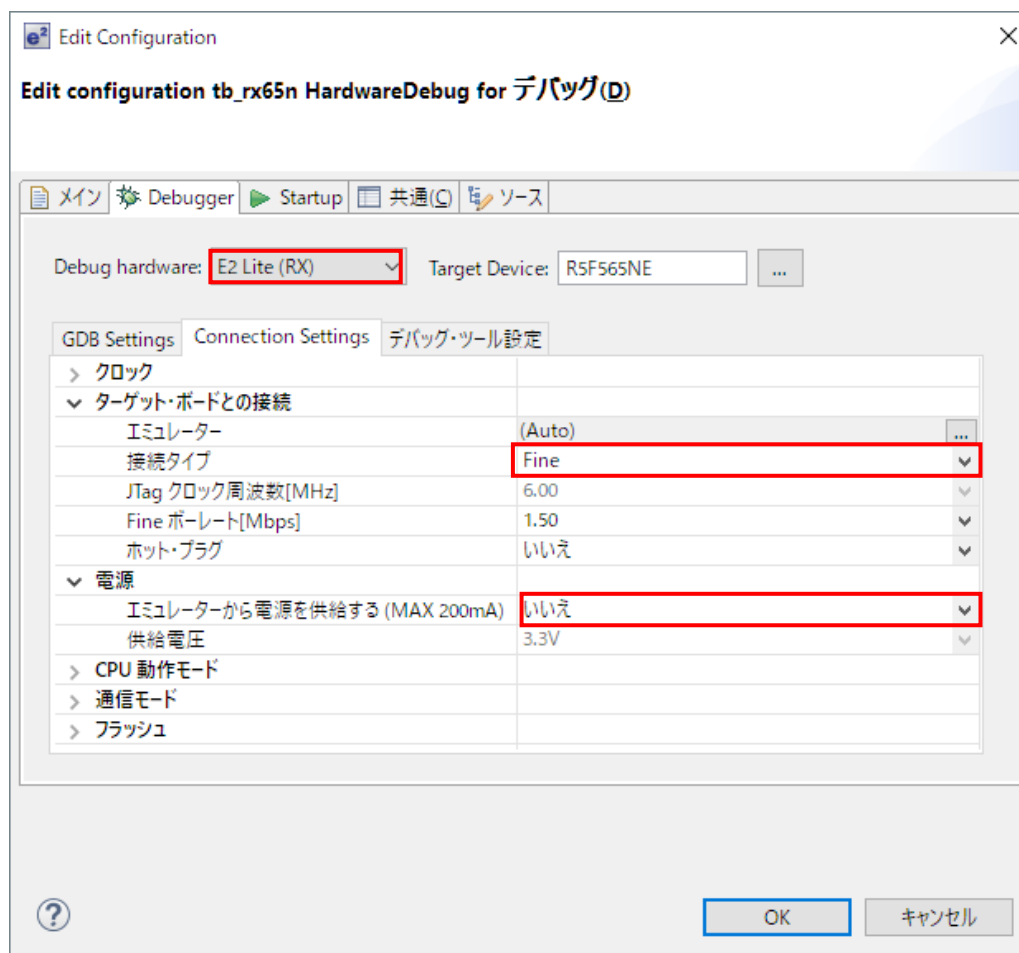 e² Edit Configuration
Edit configuration tb_rx65n HardwareDebug for デバッグ(D)
メイン Debugger Startup 共通(C) ソース
Debug hardware: E2 Lite (RX) Target Device: R5F565NE ...
GDB Settings Connection Settings デバッグ・ツール設定
クロック
ターゲット・ボードとの接続
エミュレーター (Auto) ...
接続タイプ Fine
JTag クロック周波数[MHz] 6.00
Fine ボーレート[Mbps] 1.50
ホット・プラグ いいえ
電源
エミュレーターから電源を供給する (MAX 200mA) いいえ
供給電圧 3.3V
CPU 動作モード
通信モード
フラッシュ
? OK キャンセル